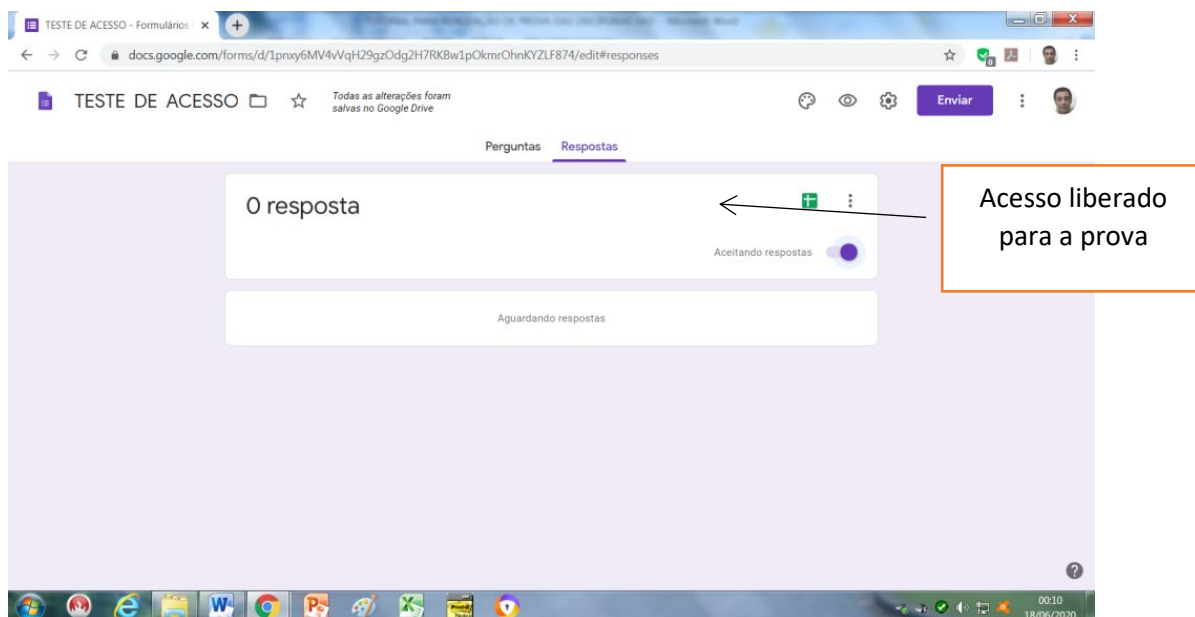 TESTE DE ACESSO - Formulários
docs.google.com/forms/d/1pnxy6MV4vVqH29gzOdg2H7RKBw1pOkmrOhnKYZLF874/edit#responses
TESTE DE ACESSO
Todas as alterações foram
salvas no Google Drive
Enviar
Perguntas Respostas
0 resposta
Aceitando respostas
Aguardando respostas
Acesso liberado
para a prova
00:10
18/06/2020